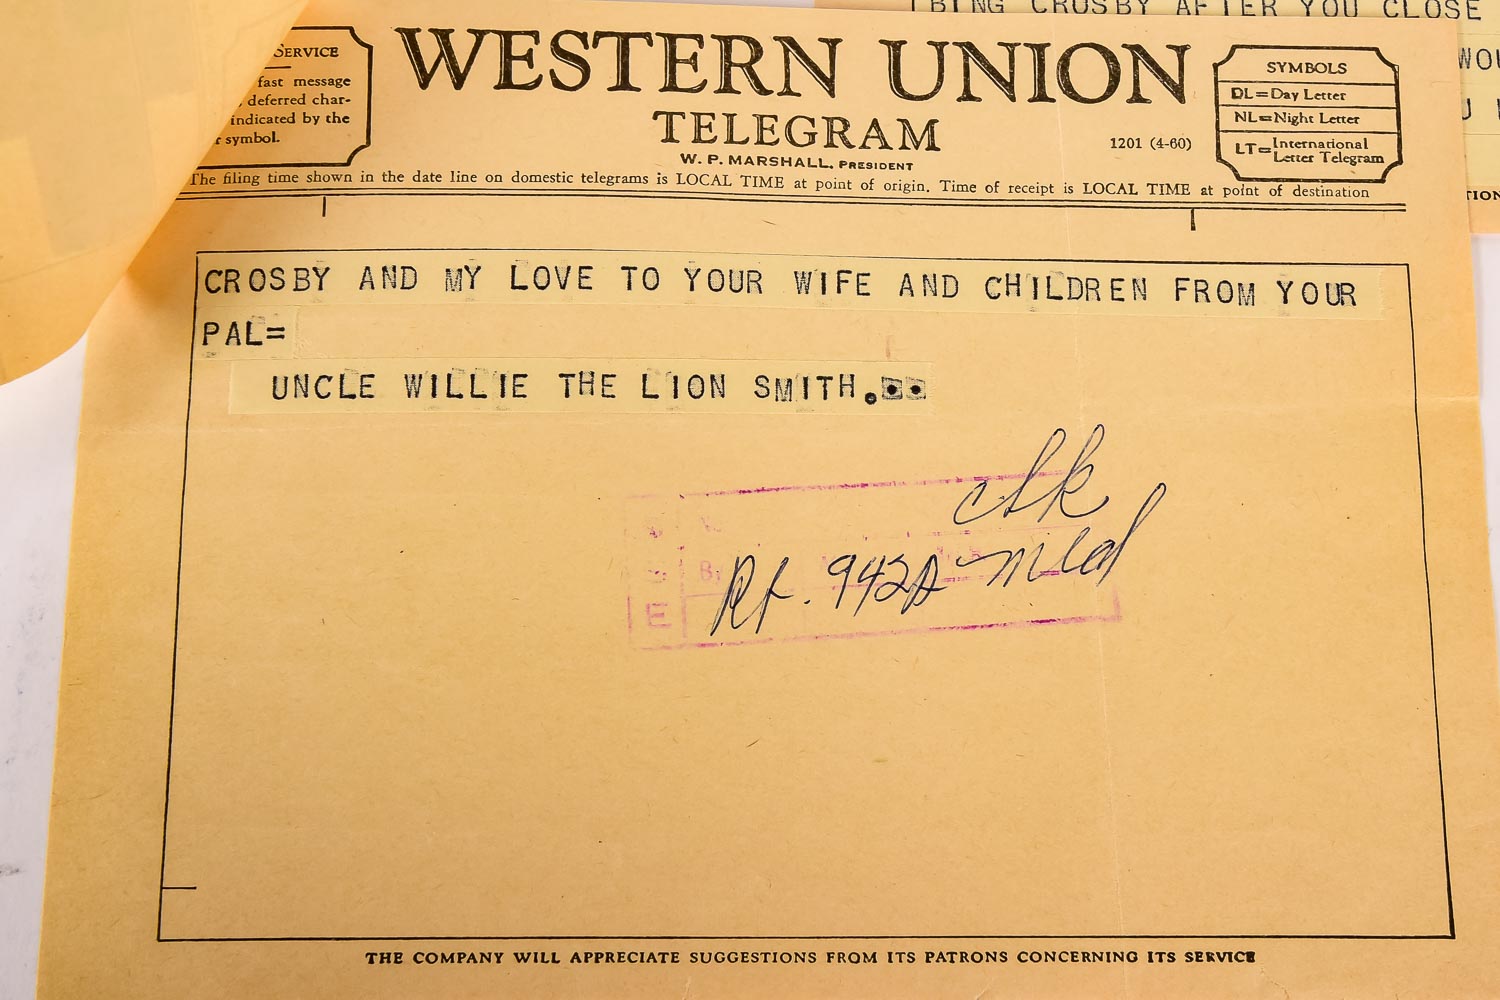 BING CROSBY AFTER YOU CLOSE
SERVICE
fast message
deferred char-
indicated by the
symbol.
WESTERN UNION
TELEGRAM
W. P. MARSHALL, PRESIDENT
1201 (4-60)
SYMBOLS
DL=Day Letter
NL=Night Letter
LT=International Letter Telegram
The filing time shown in the date line on domestic telegrams is LOCAL TIME at point of origin. Time of receipt is LOCAL TIME at point of destination
CROSBY AND MY LOVE TO YOUR WIFE AND CHILDREN FROM YOUR
PAL=
UNCLE WILLIE THE LION SMITH.
THE COMPANY WILL APPRECIATE SUGGESTIONS FROM ITS PATRONS CONCERNING ITS SERVICE